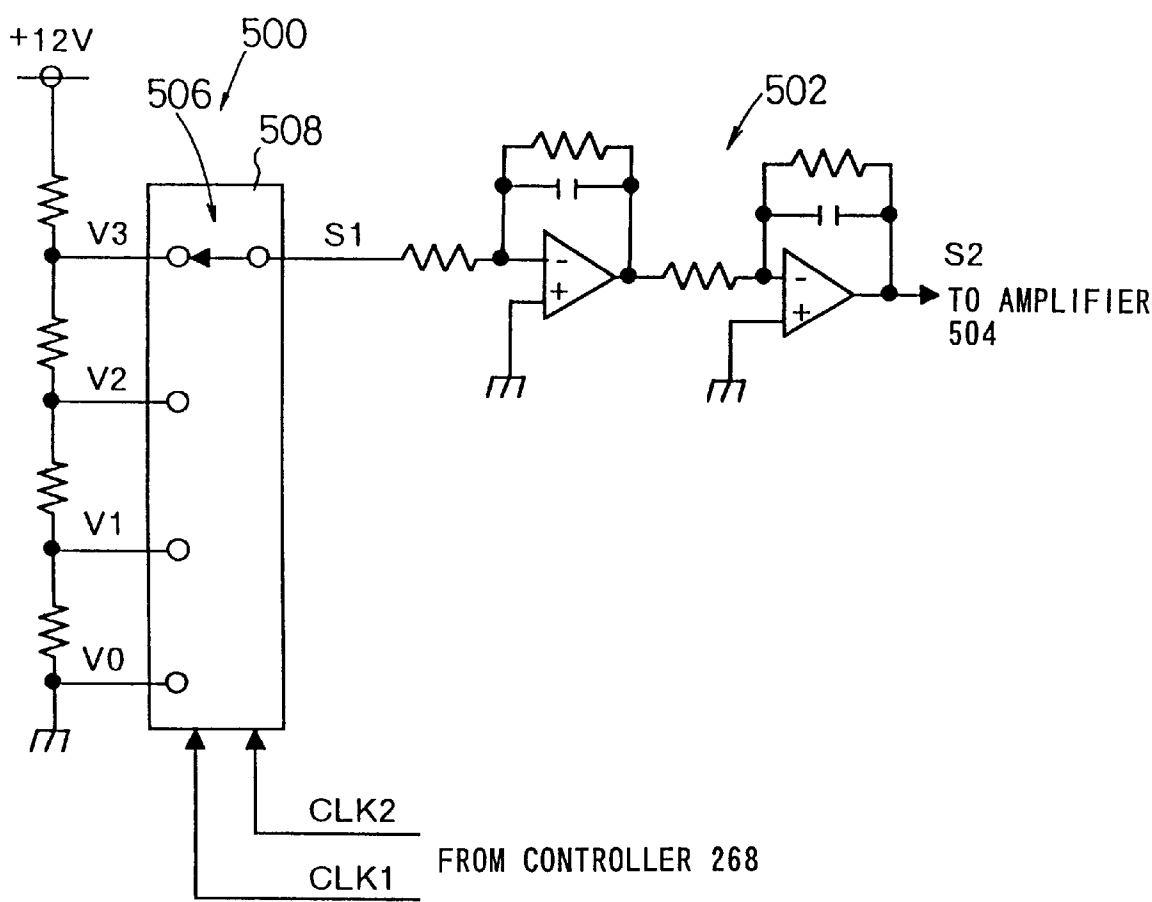 +12V
500
506
508
502
V3
S1
-
+
-
+
S2
TO AMPLIFIER
504
V2
V1
V0
CLK2
FROM CONTROLLER 268
CLK1